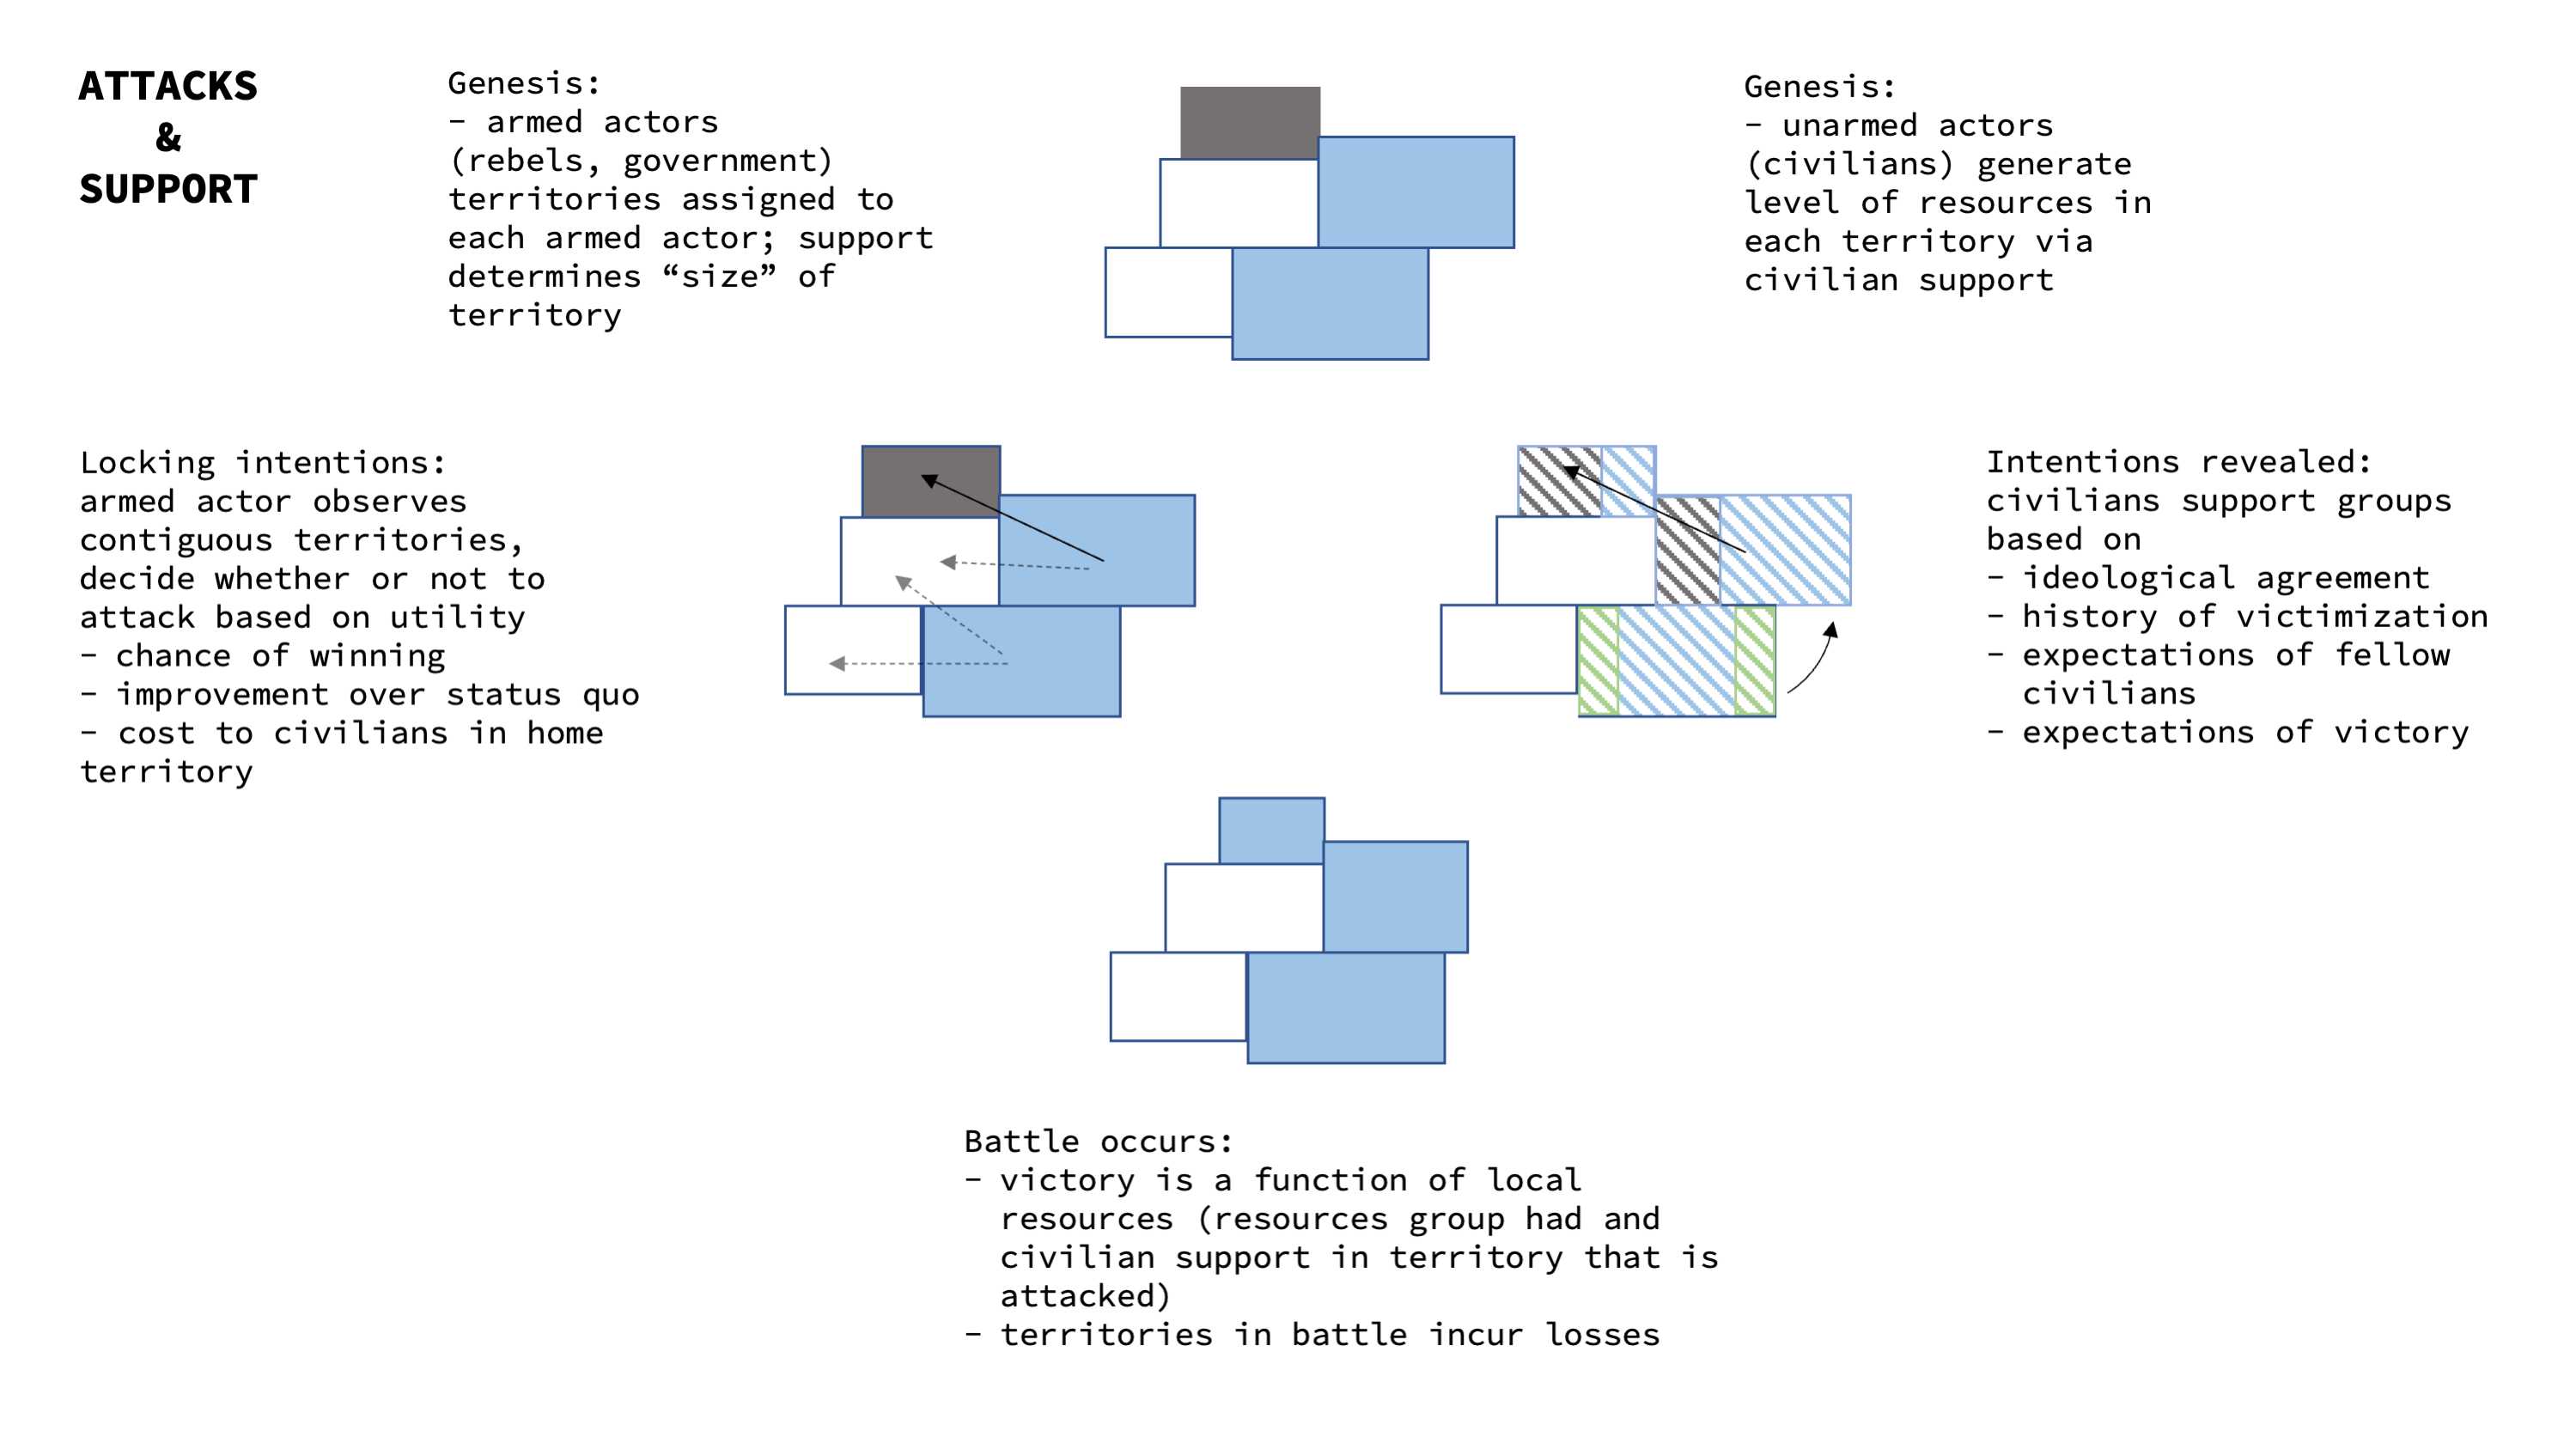 ATTACKS
&
SUPPORT
Genesis:
- armed actors
(rebels, government)
territories assigned to
each armed actor; support
determines “size” of
territory
Genesis:
- unarmed actors
(civilians) generate
level of resources in
each territory via
civilian support
Locking intentions:
armed actor observes
contiguous territories,
decide whether or not to
attack based on utility
- chance of winning
- improvement over status quo
- cost to civilians in home
territory
Intentions revealed:
civilians support groups
based on
- ideological agreement
- history of victimization
- expectations of fellow
civilians
- expectations of victory
Battle occurs:
- victory is a function of local
resources (resources group had and
civilian support in territory that is
attacked)
- territories in battle incur losses